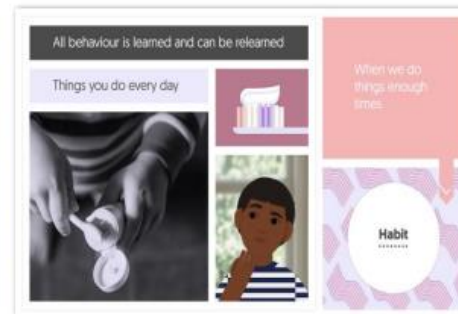 All behaviour is learned and can be relearned
Things you do every day
When we do
things enough
times
Habit